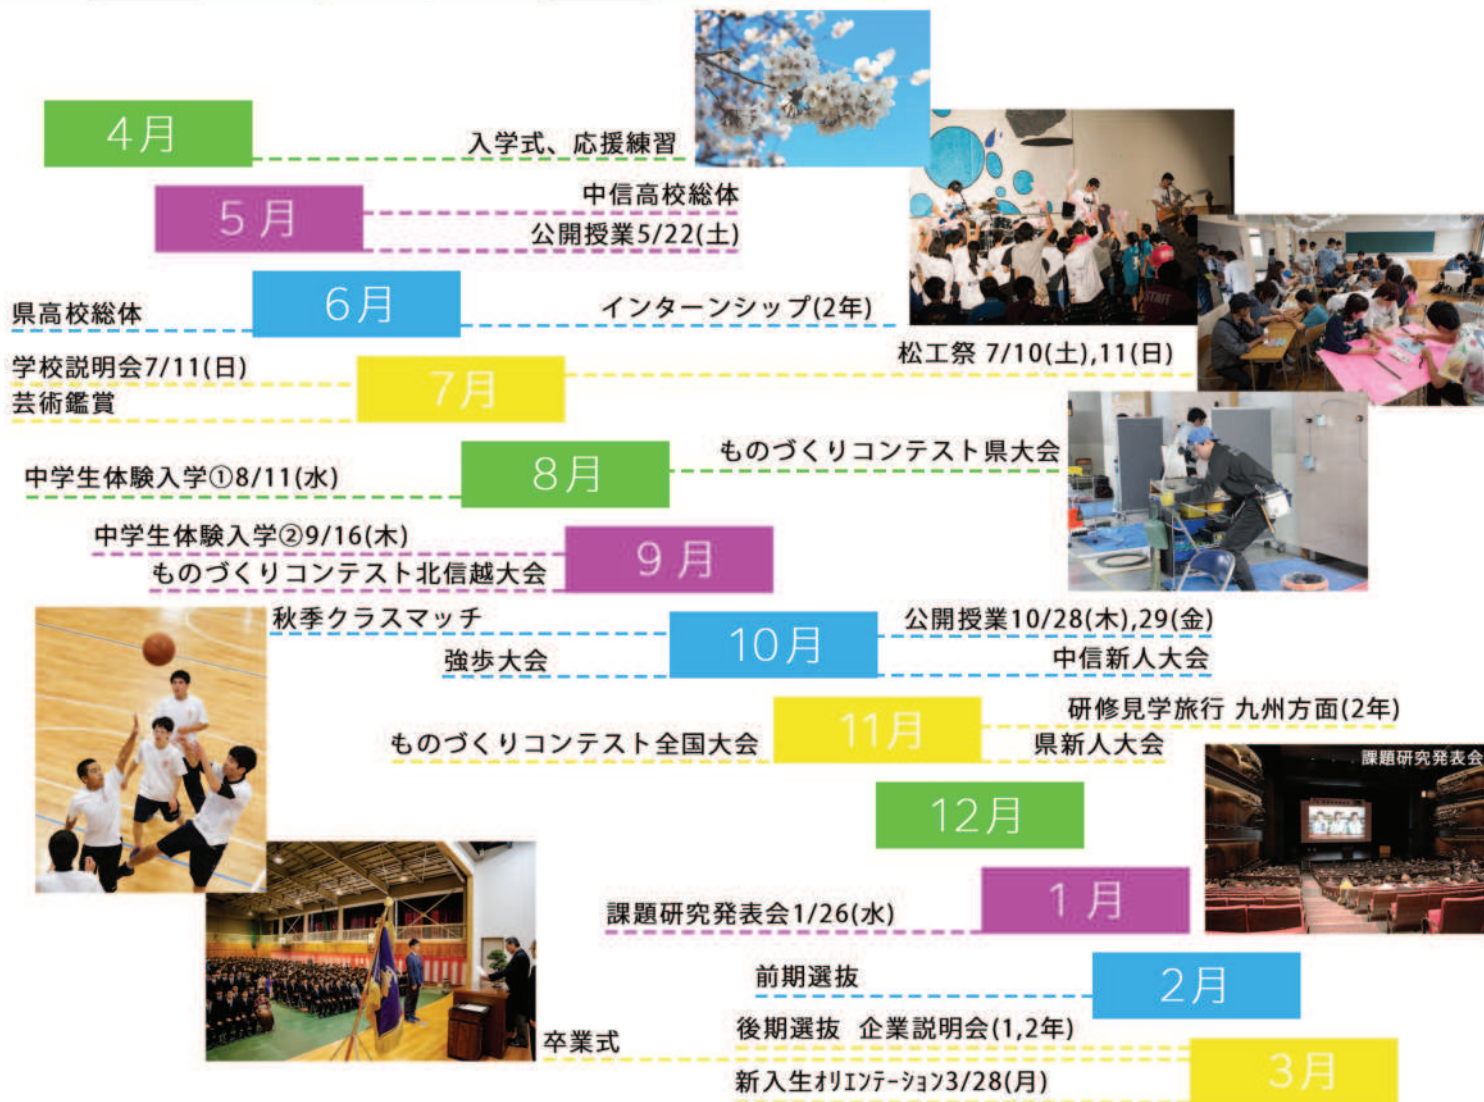 4月
入学式、応援練習
5月
中信高校総体
公開授業5/22(土)
6月
県高校総体
インターンシップ(2年)
7月
学校説明会7/11(日)
芸術鑑賞
松工祭 7/10(土),11(日)
8月
ものづくりコンテスト県大会
中学生体験入学①8/11(水)
9月
中学生体験入学②9/16(木)
ものづくりコンテスト北信越大会
10月
秋季クラスマッチ
強歩大会
公開授業10/28(木),29(金)
中信新人大会
11月
研修見学旅行 九州方面(2年)
ものづくりコンテスト全国大会
県新人大会
課題研究発表会
12月
1月
課題研究発表会1/26(水)
2月
前期選抜
3月
後期選抜 企業説明会(1,2年)
卒業式
新入生ｵﾘｴﾝﾃｰｼｮﾝ3/28(月)
STAFF